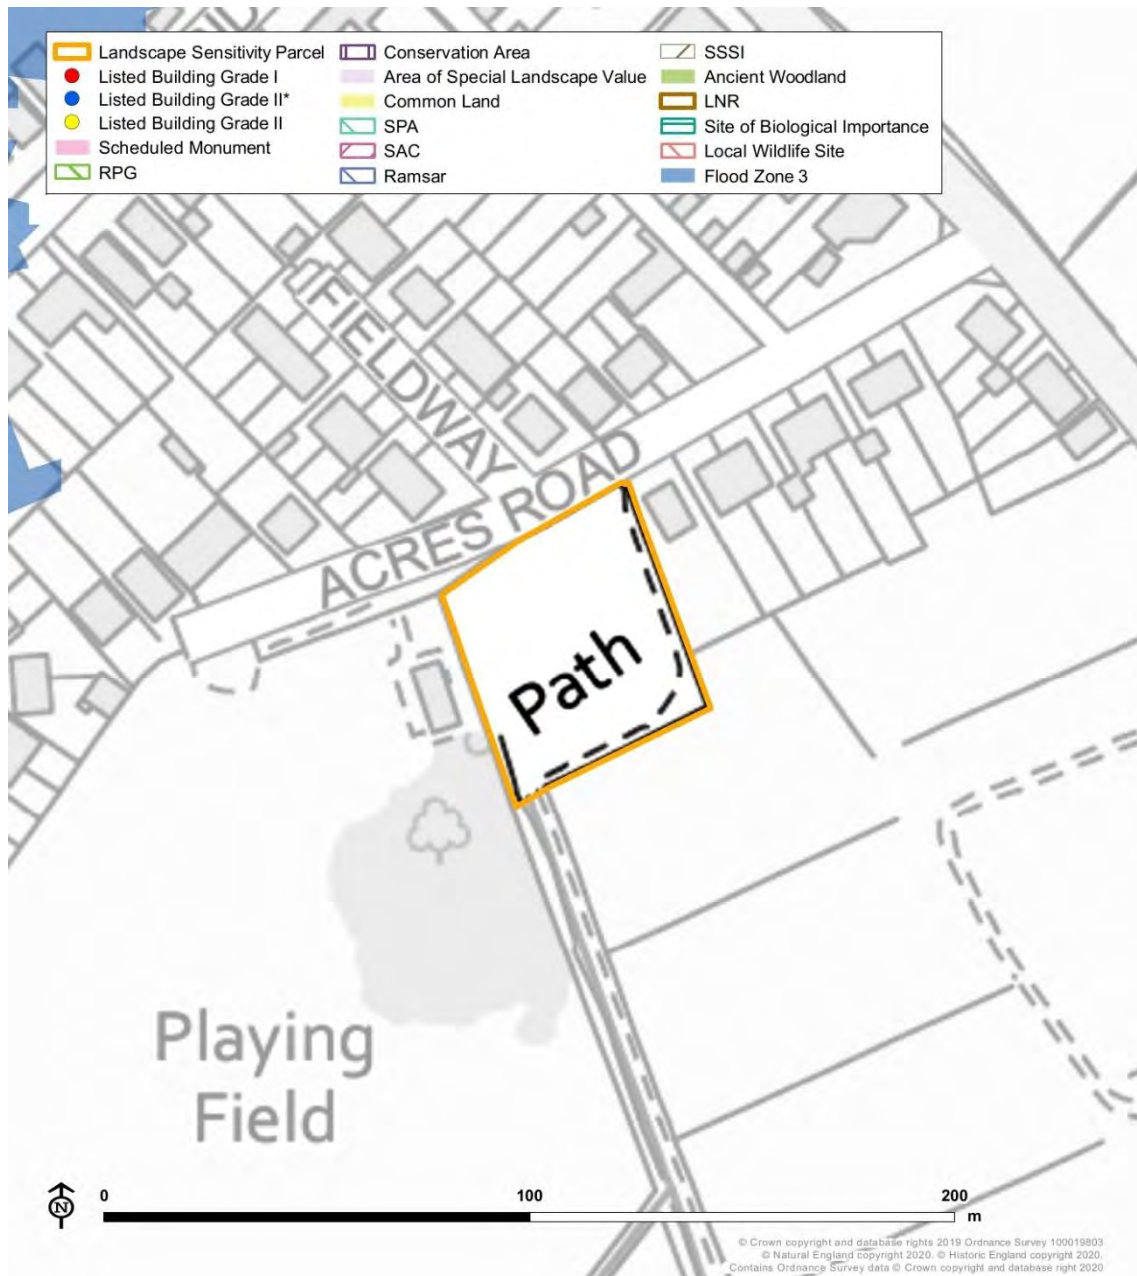 Landscape Sensitivity Parcel
Listed Building Grade I
Listed Building Grade II*
Listed Building Grade II
Scheduled Monument
RPG
Conservation Area
Area of Special Landscape Value
Common Land
SPA
SAC
Ramsar
SSSI
Ancient Woodland
LNR
Site of Biological Importance
Local Wildlife Site
Flood Zone 3
FIELDWAY
ACRES ROAD
Path
Playing
Field
N
0 100 200
m
© Crown copyright and database rights 2019 Ordnance Survey 100019803
© Natural England copyright 2020. © Historic England copyright 2020.
Contains Ordnance Survey data © Crown copyright and database right 2020